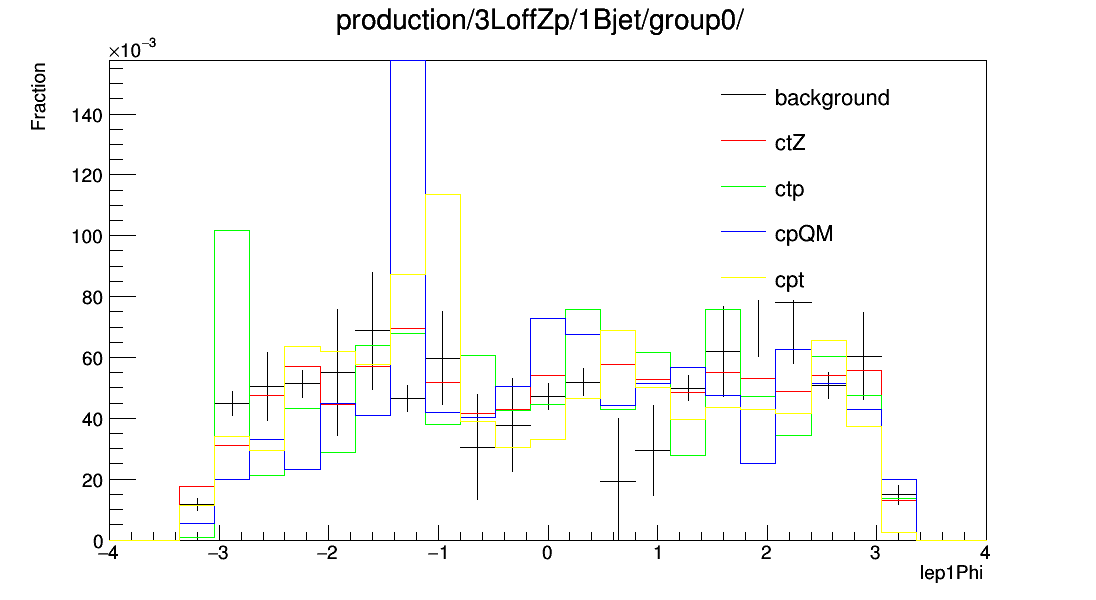 production/3LoffZp/1Bjet/group0/
×10⁻³
Fraction
140
120
100
80
60
40
20
0
background
ctZ
ctp
cpQM
cpt
−4 −3 −2 −1 0 1 2 3 4
lep1Phi